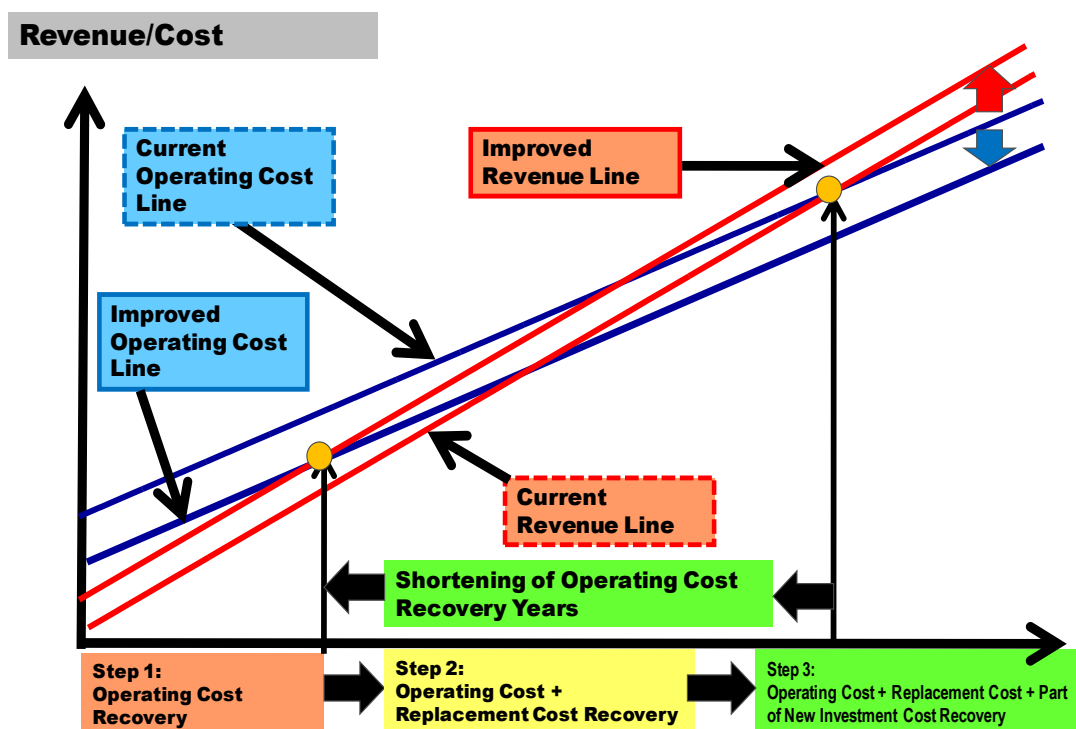 Revenue/Cost
Current
Operating Cost
Line
Improved
Revenue Line
Improved
Operating Cost
Line
Current
Revenue Line
Shortening of Operating Cost
Recovery Years
Step 1:
Operating Cost
Recovery
Step 2:
Operating Cost +
Replacement Cost Recovery
Step 3:
Operating Cost + Replacement Cost + Part
of New Investment Cost Recovery